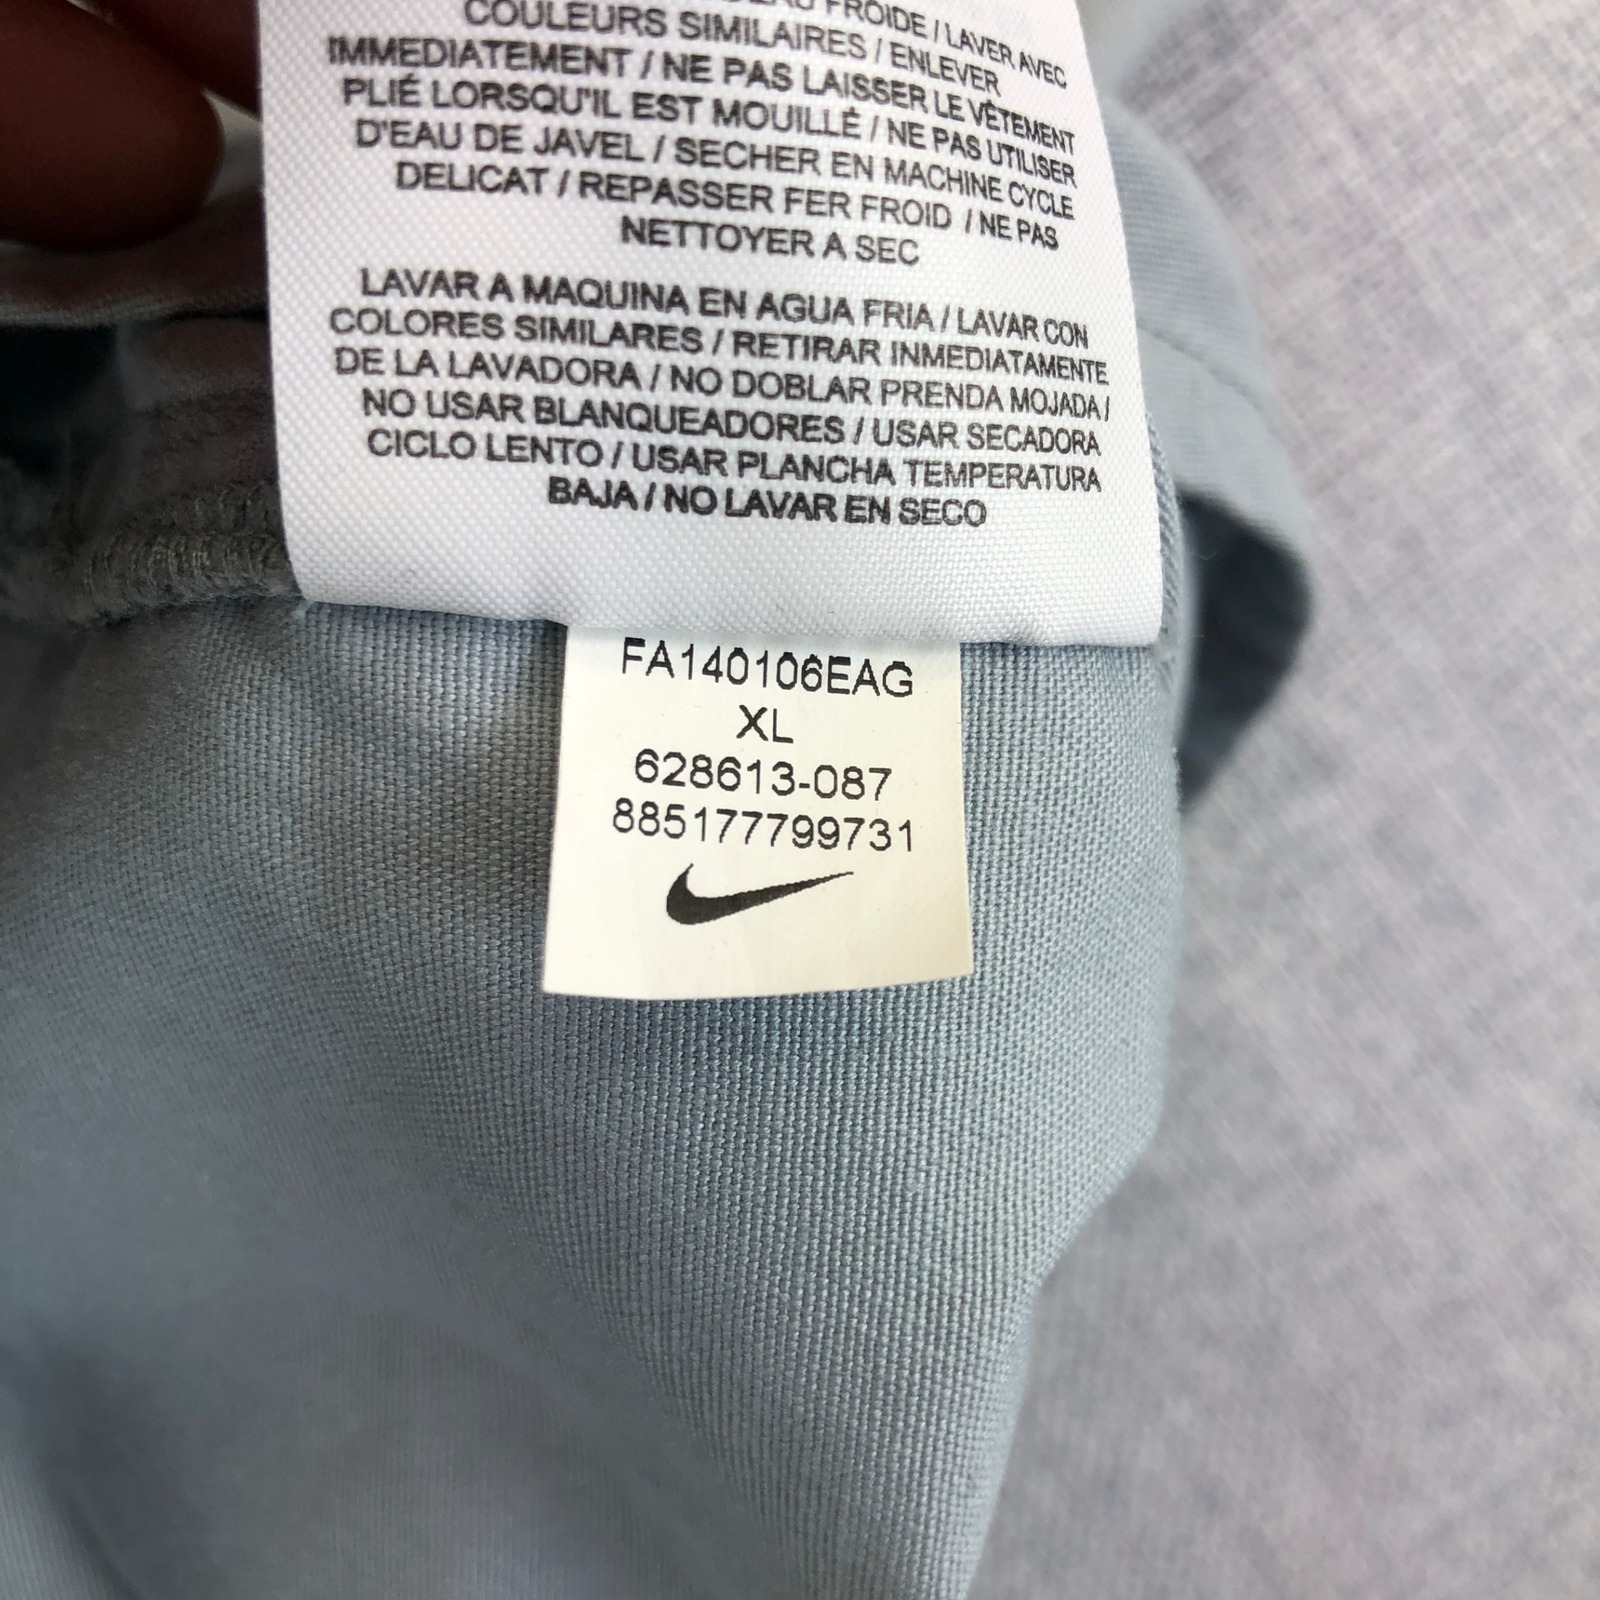 FROIDE / LAVER AVEC
COULEURS SIMILAIRES / ENLEVER
IMMEDIATEMENT / NE PAS LAISSER LE VÊTEMENT
PLIÉ LORSQU'IL EST MOUILLÉ / NE PAS UTILISER
D'EAU DE JAVEL / SECHER EN MACHINE CYCLE
DELICAT / REPASSER FER FROID / NE PAS
NETTOYER A SEC
LAVAR A MAQUINA EN AGUA FRIA / LAVAR CON
COLORES SIMILARES / RETIRAR INMEDIATAMENTE
DE LA LAVADORA / NO DOBLAR PRENDA MOJADA /
NO USAR BLANQUEADORES / USAR SECADORA
CICLO LENTO / USAR PLANCHA TEMPERATURA
BAJA / NO LAVAR EN SECO
FA140106EAG
XL
628613-087
885177799731